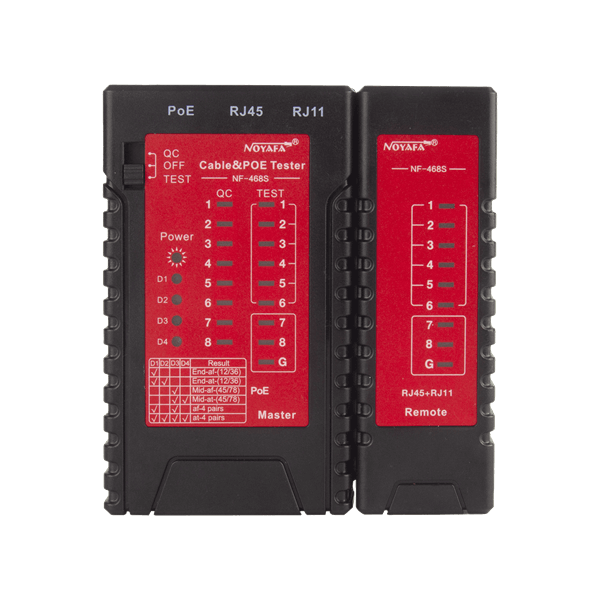 PoE RJ45 RJ11
QC
OFF
TEST
NOYAFA®
Cable&POE Tester
NF-468S
QC TEST
1 1
2 2
3 3
4 4
5 5
6 6
7 7
8 8
G
Power
D1
D2
D3
D4
D1 D2 D3 D4 Result
√ End-af-(12/36)
√ √ End-at-(12/36)
√ Mid-af-(45/78)
√ √ Mid-at-(45/78)
√ √ af-4 pairs
√ √ √ √ at-4 pairs
PoE
Master
NOYAFA®
NF-468S
1
2
3
4
5
6
7
8
G
RJ45+RJ11
Remote